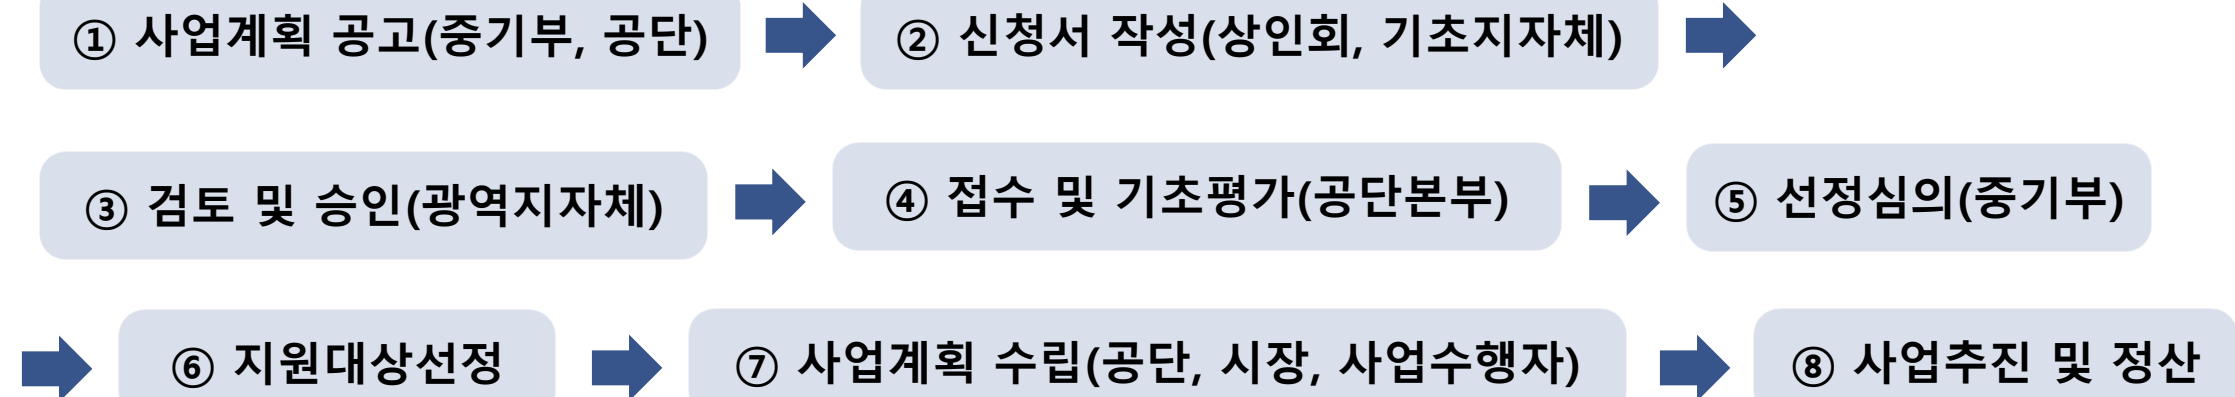 ① 사업계획 공고(중기부, 공단) ② 신청서 작성(상인회, 기초지자체)
③ 검토 및 승인(광역지자체) ④ 접수 및 기초평가(공단본부) ⑤ 선정심의(중기부)
⑥ 지원대상선정 ⑦ 사업계획 수립(공단, 시장, 사업수행자) ⑧ 사업추진 및 정산